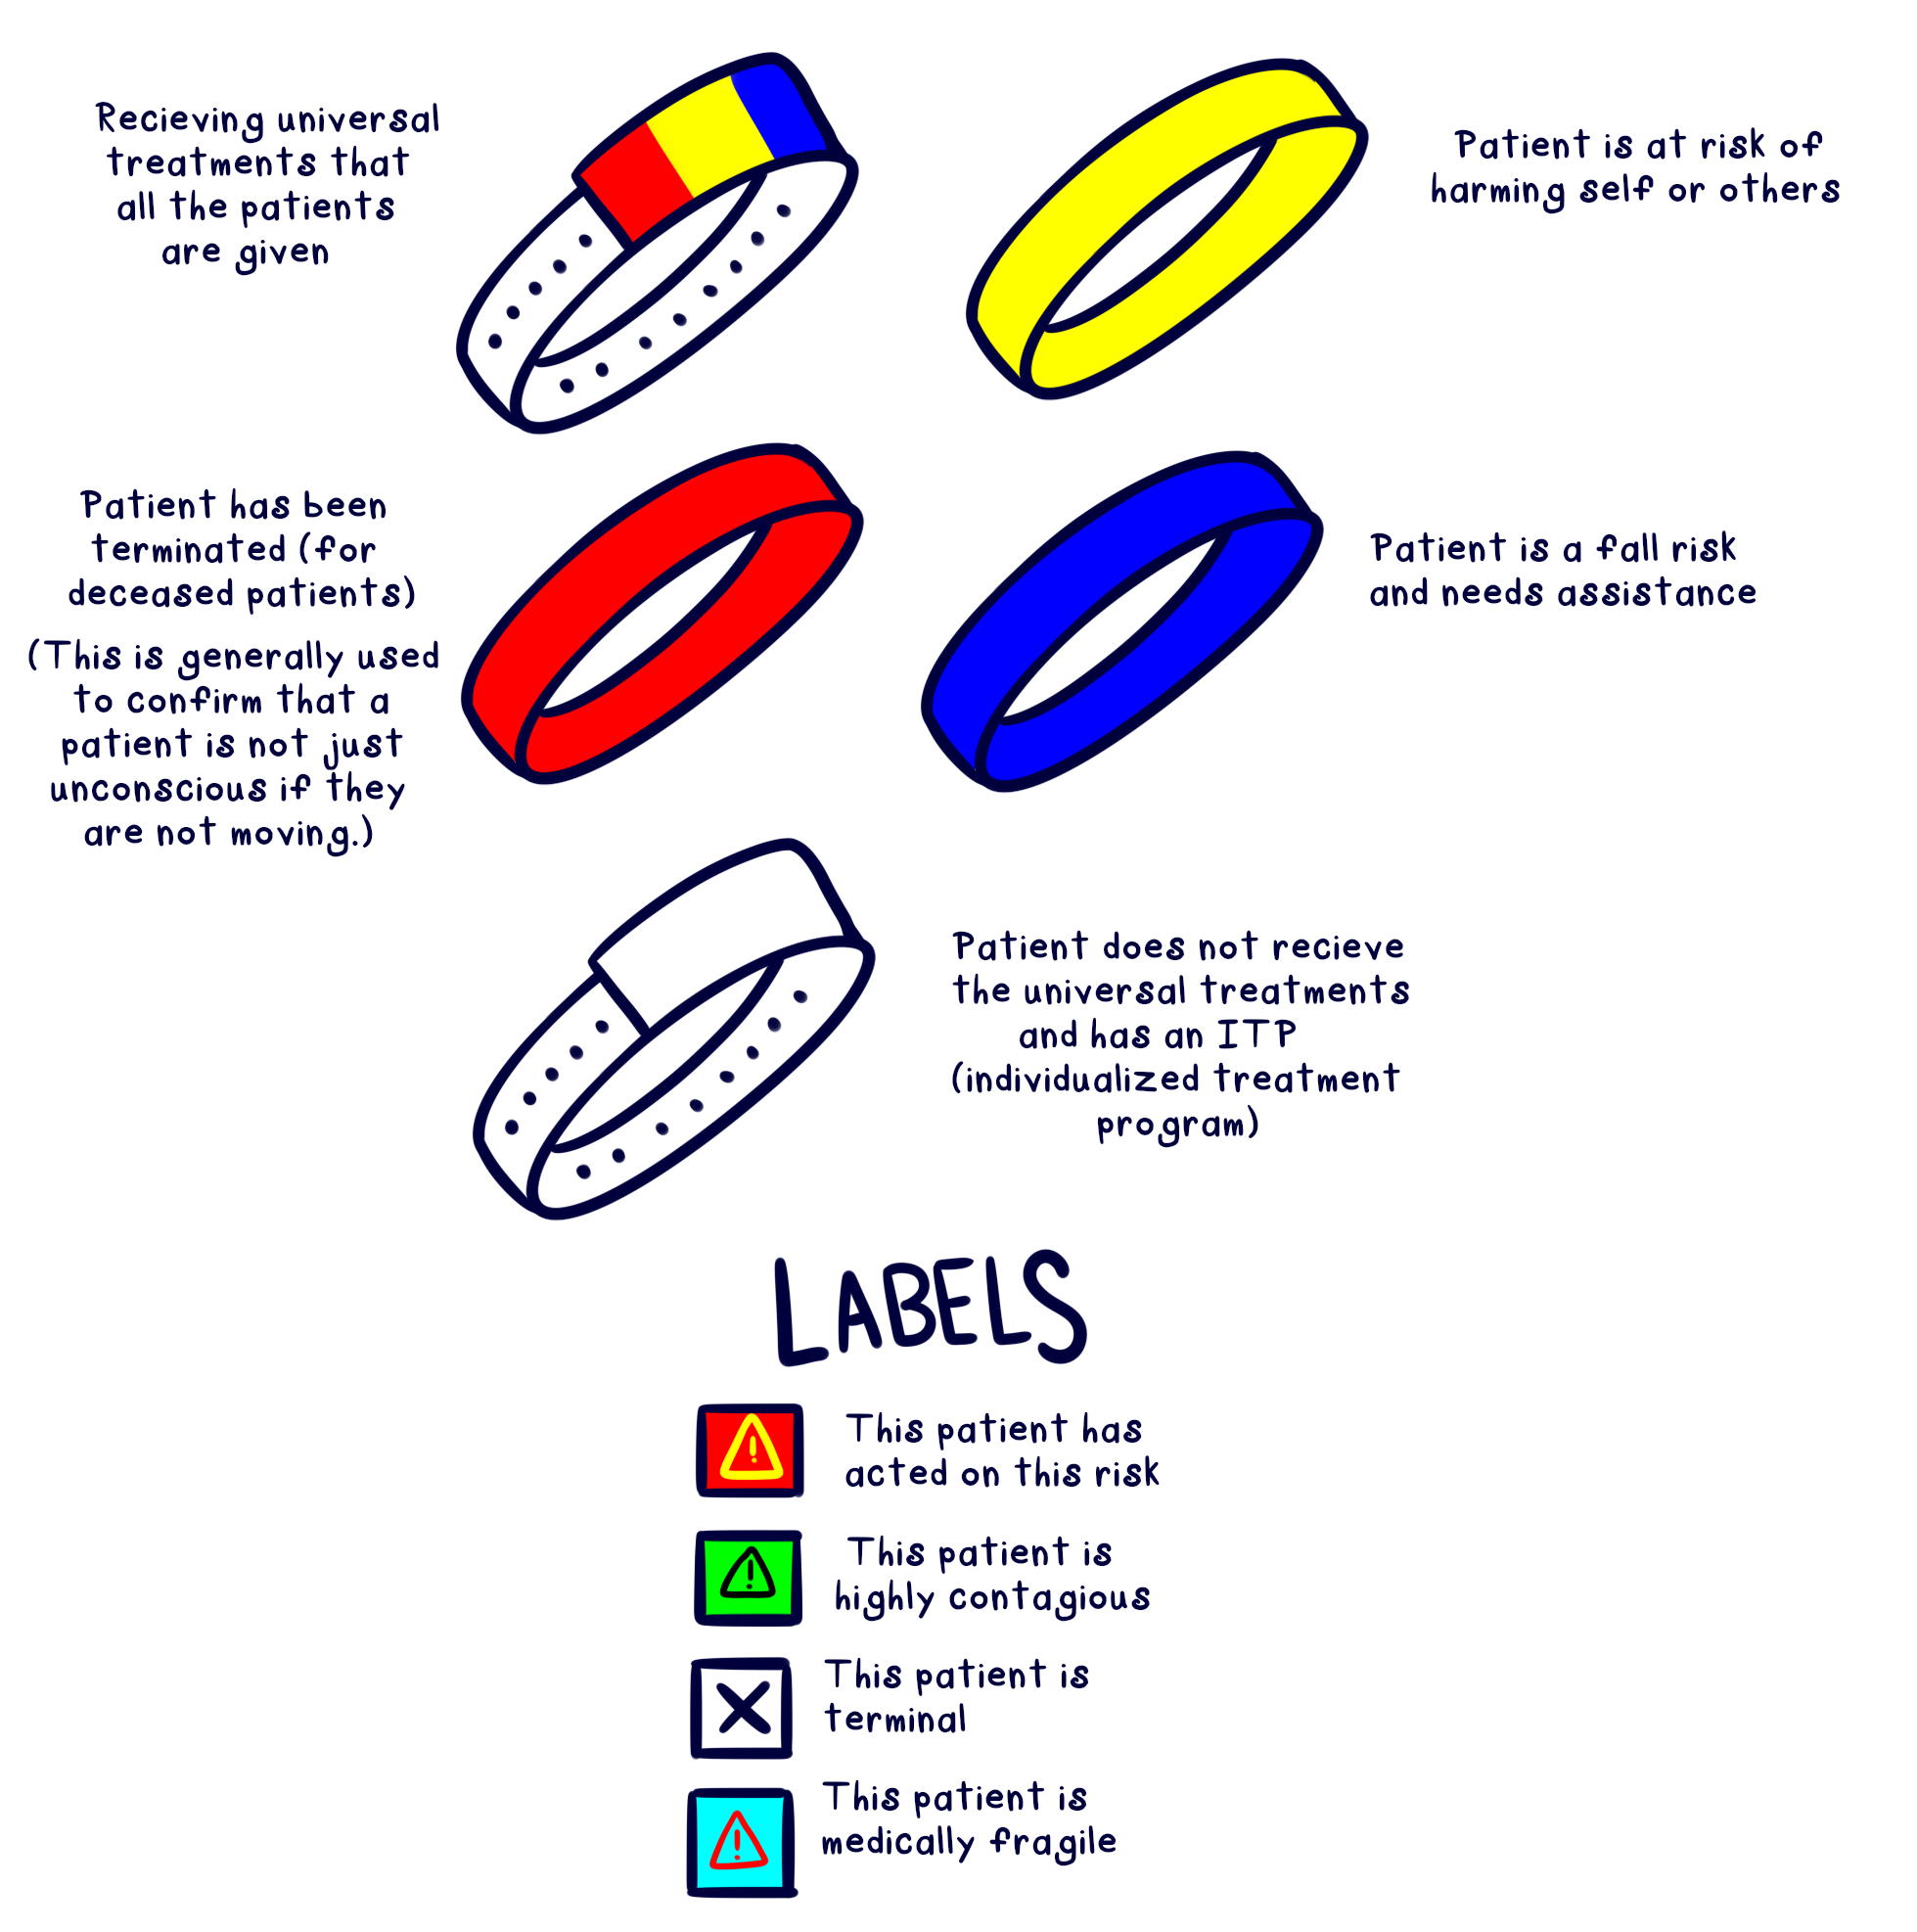 Recieving universal
treatments that
all the patients
are given
Patient is at risk of
harming self or others
Patient has been
terminated (for
deceased patients)
(This is generally used
to confirm that a
patient is not just
unconscious if they
are not moving.)
Patient is a fall risk
and needs assistance
Patient does not recieve
the universal treatments
and has an ITP
(individualized treatment
program)
LABELS
This patient has
acted on this risk
This patient is
highly contagious
This patient is
terminal
This patient is
medically fragile